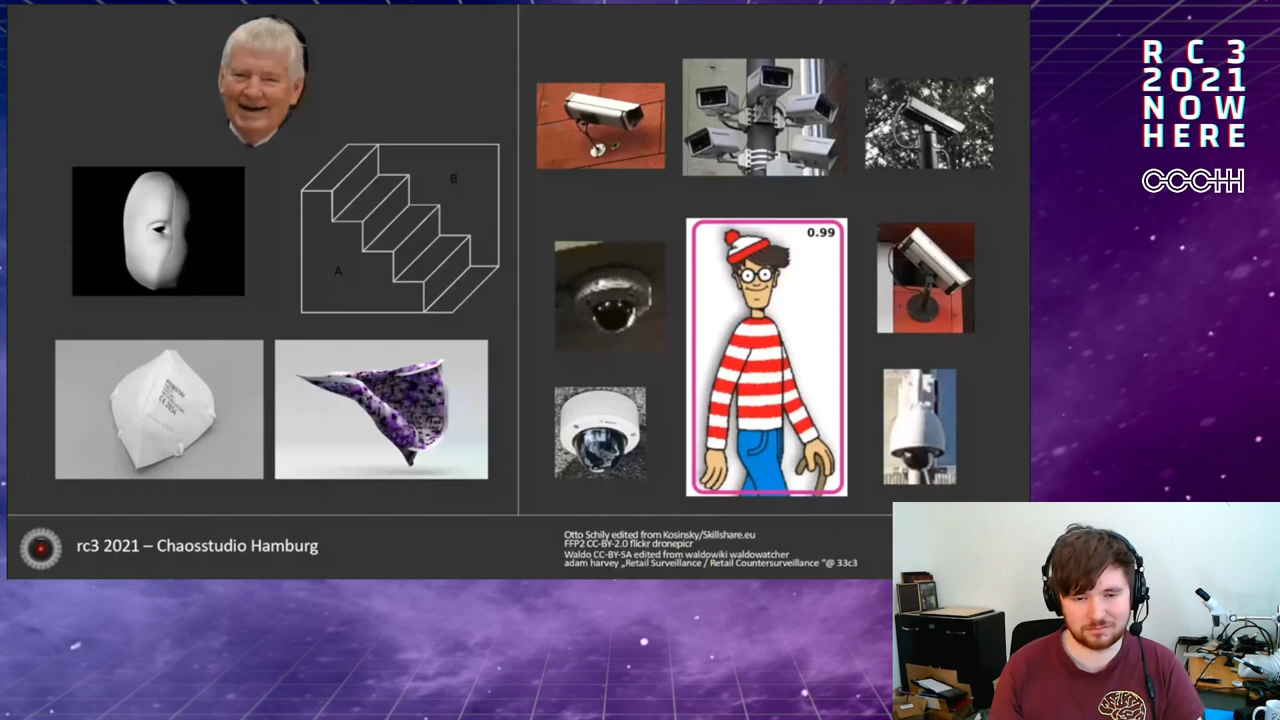 R C 3
2021
NOW
HERE
CCCHH
B
0.99
A
rc3 2021 – Chaosstudio Hamburg
Otto Schily edited from Kosinsky/Skillshare.eu
FFP2 CC-BY-2.0 flickr dronepicr
Waldo CC-BY-SA edited from waldowiki waldowatcher
adam harvey „Retail Surveillance / Retail Countersurveillance “@ 33c3